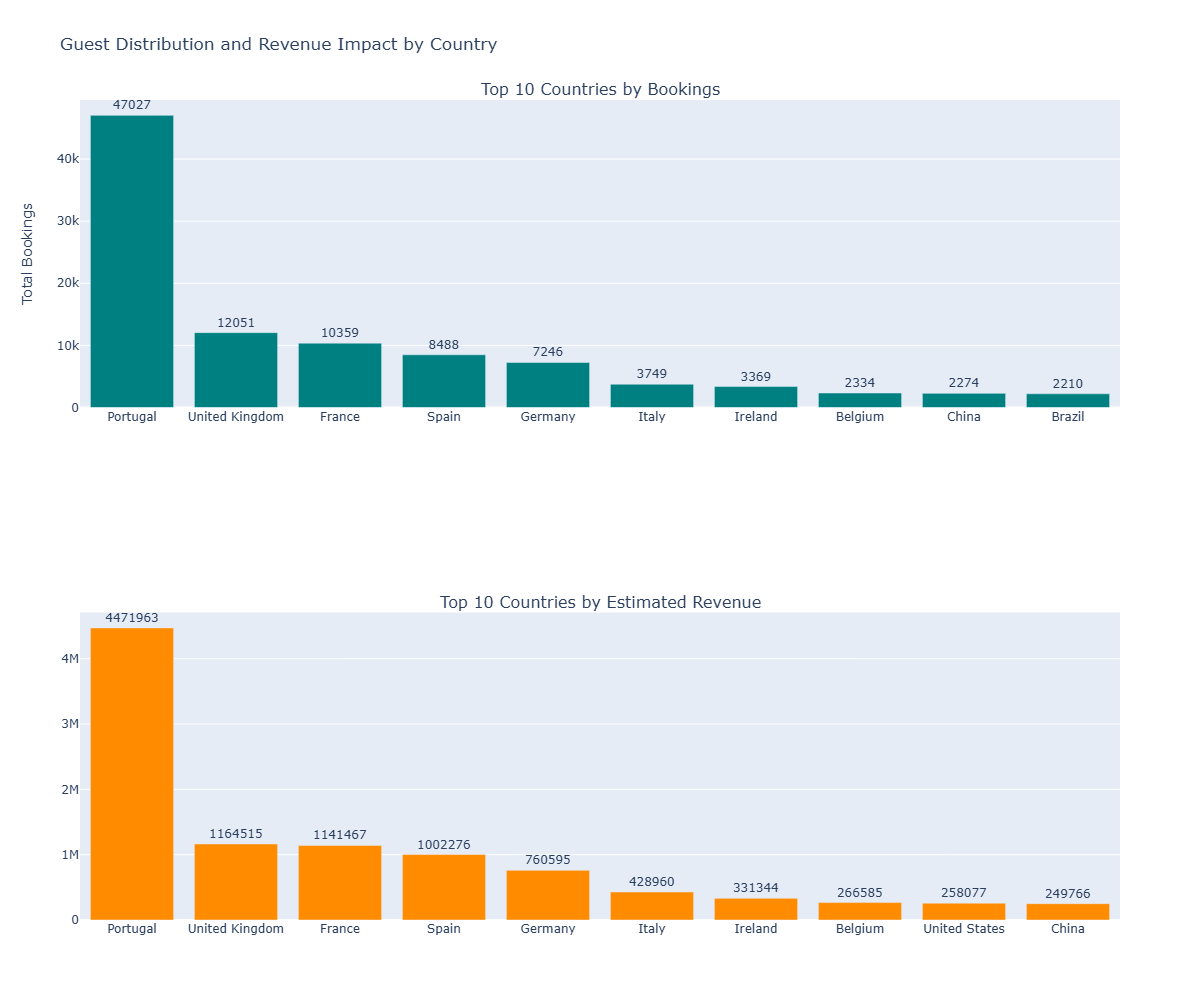 Guest Distribution and Revenue Impact by Country
Top 10 Countries by Bookings
Total Bookings
40k
30k
20k
10k
0
47027
12051
10359
8488
7246
3749
3369
2334
2274
2210
Portugal
United Kingdom
France
Spain
Germany
Italy
Ireland
Belgium
China
Brazil
Top 10 Countries by Estimated Revenue
4M
3M
2M
1M
0
4471963
1164515
1141467
1002276
760595
428960
331344
266585
258077
249766
Portugal
United Kingdom
France
Spain
Germany
Italy
Ireland
Belgium
United States
China